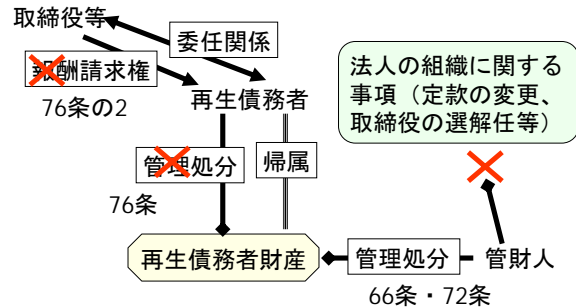 取締役等
委任関係
報酬請求権
76条の2
再生債務者
法人の組織に関する
事項（定款の変更、
取締役の選解任等）
管理処分
帰属
76条
再生債務者財産
管理処分
管財人
66条・72条